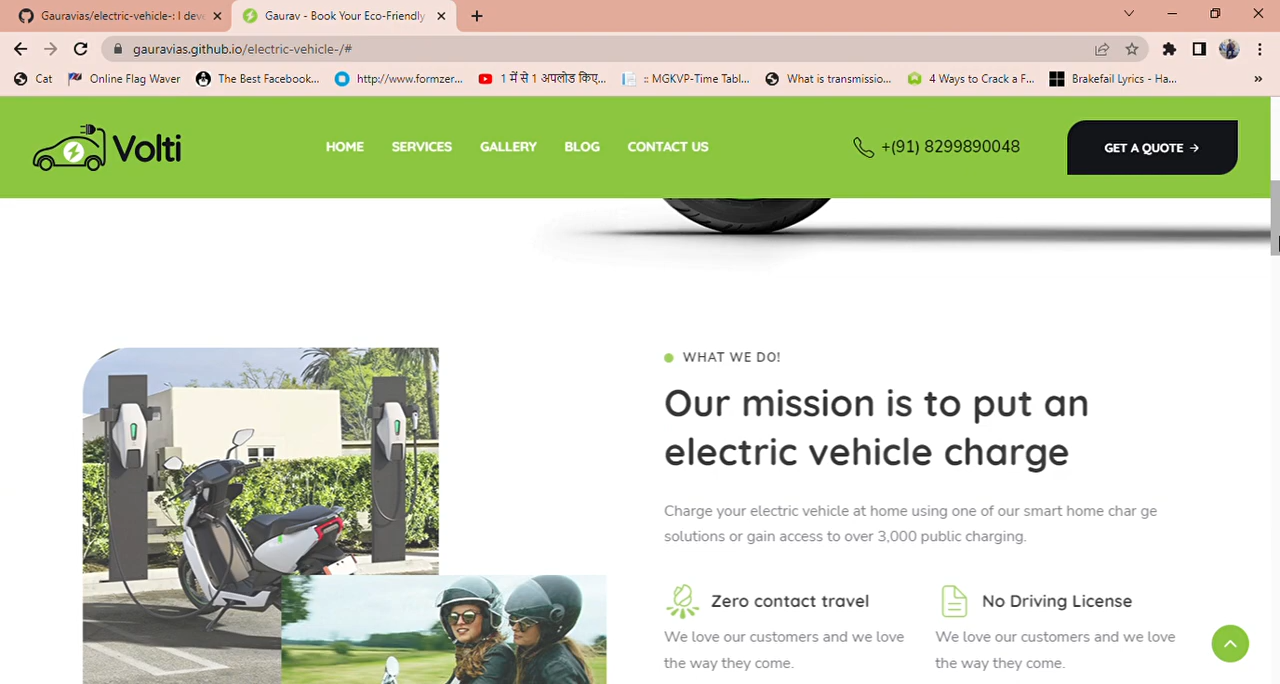 Gauravias/electric-vehicle-: I deve
Gaurav - Book Your Eco-Friendly
gauravias.github.io/electric-vehicle-/#
Cat
Online Flag Waver
The Best Facebook...
http://www.formzer...
1 में से 1 अपलोड किए...
:: MGKVP-Time Tabl...
What is transmissio...
4 Ways to Crack a F...
Brakefail Lyrics - Ha...
»
Volti
HOME
SERVICES
GALLERY
BLOG
CONTACT US
+(91) 8299890048
GET A QUOTE →
WHAT WE DO!
Our mission is to put an
electric vehicle charge
Charge your electric vehicle at home using one of our smart home char ge
solutions or gain access to over 3,000 public charging.
Zero contact travel
We love our customers and we love
the way they come.
No Driving License
We love our customers and we love
the way they come.